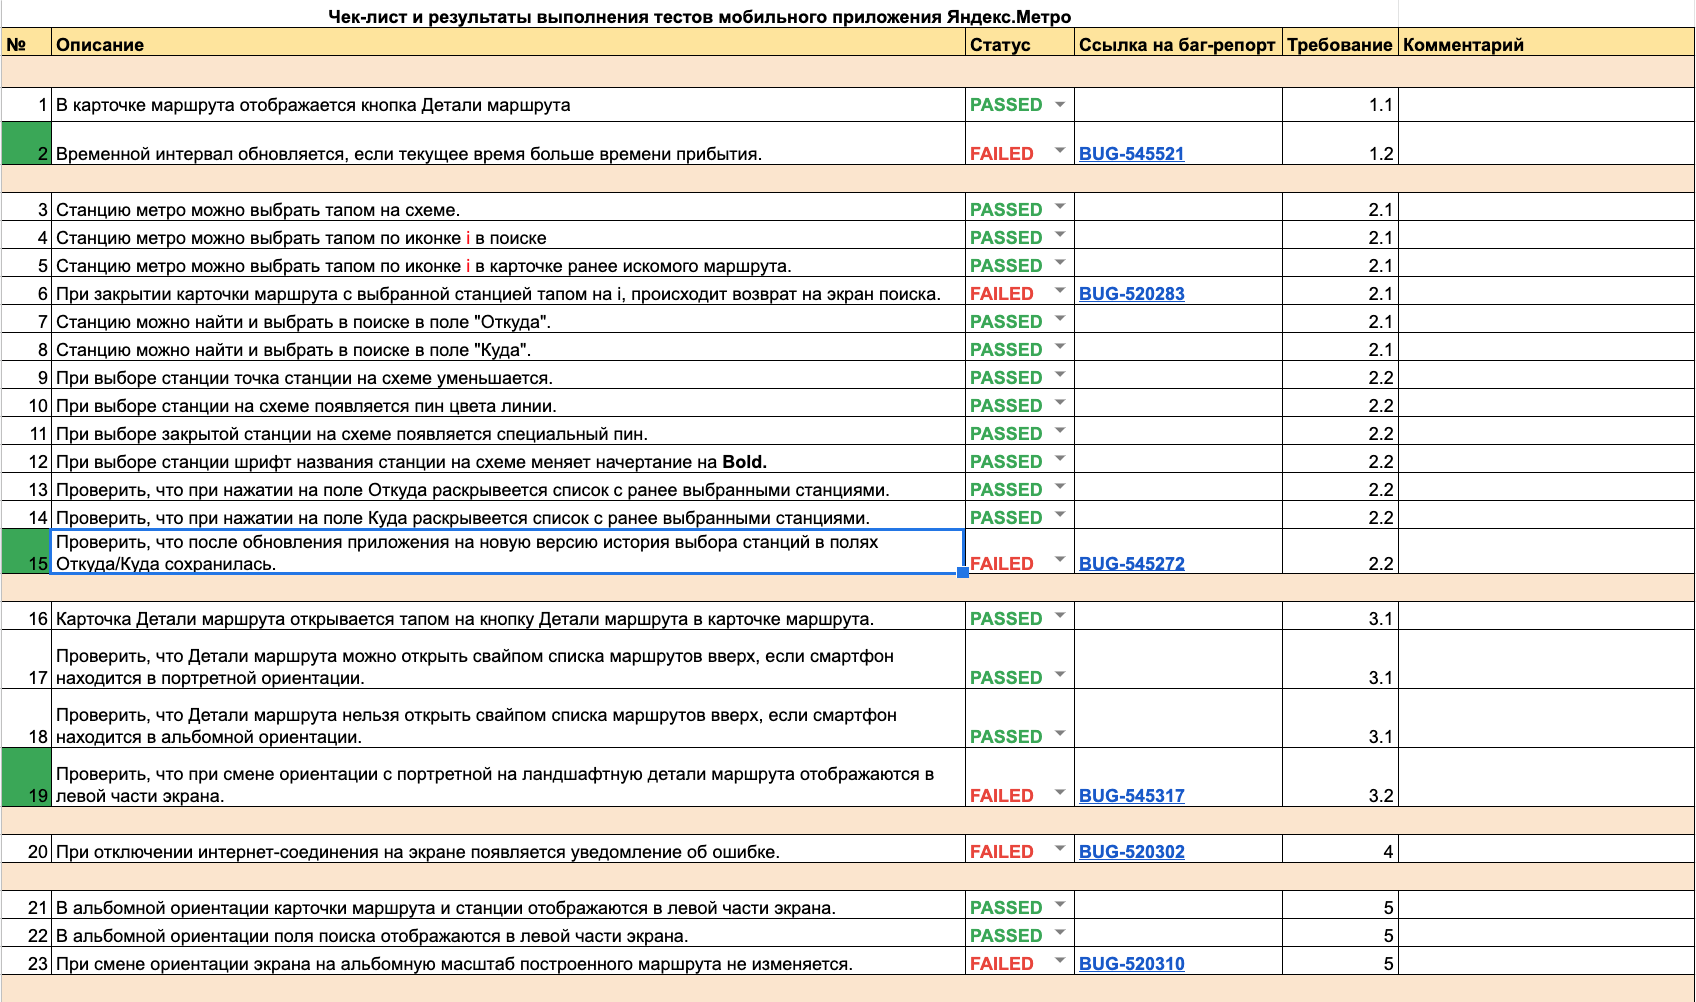 Чек-лист и результаты выполнения тестов мобильного приложения Яндекс.Метро
№ Описание Статус Ссылка на баг-репорт Требование Комментарий
1 В карточке маршрута отображается кнопка Детали маршрута PASSED 1.1
2 Временной интервал обновляется, если текущее время больше времени прибытия. FAILED BUG-545521 1.2
3 Станцию метро можно выбрать тапом на схеме. PASSED 2.1
4 Станцию метро можно выбрать тапом по иконке i в поиске PASSED 2.1
5 Станцию метро можно выбрать тапом по иконке i в карточке ранее искомого маршрута. PASSED 2.1
6 При закрытии карточки маршрута с выбранной станцией тапом на i, происходит возврат на экран поиска. FAILED BUG-520283 2.1
7 Станцию можно найти и выбрать в поиске в поле "Откуда". PASSED 2.1
8 Станцию можно найти и выбрать в поиске в поле "Куда". PASSED 2.1
9 При выборе станции точка станции на схеме уменьшается. PASSED 2.2
10 При выборе станции на схеме появляется пин цвета линии. PASSED 2.2
11 При выборе закрытой станции на схеме появляется специальный пин. PASSED 2.2
12 При выборе станции шрифт названия станции на схеме меняет начертание на Bold. PASSED 2.2
13 Проверить, что при нажатии на поле Откуда раскрывеется список с ранее выбранными станциями. PASSED 2.2
14 Проверить, что при нажатии на поле Куда раскрывеется список с ранее выбранными станциями. PASSED 2.2
Проверить, что после обновления приложения на новую версию история выбора станций в полях
15 Откуда/Куда сохранилась. FAILED BUG-545272 2.2
16 Карточка Детали маршрута открывается тапом на кнопку Детали маршрута в карточке маршрута. PASSED 3.1
Проверить, что Детали маршрута можно открыть свайпом списка маршрутов вверх, если смартфон
17 находится в портретной ориентации. PASSED 3.1
Проверить, что Детали маршрута нельзя открыть свайпом списка маршрутов вверх, если смартфон
18 находится в альбомной ориентации. PASSED 3.1
Проверить, что при смене ориентации с портретной на ландшафтную детали маршрута отображаются в
19 левой части экрана. FAILED BUG-545317 3.2
20 При отключении интернет-соединения на экране появляется уведомление об ошибке. FAILED BUG-520302 4
21 В альбомной ориентации карточки маршрута и станции отображаются в левой части экрана. PASSED 5
22 В альбомной ориентации поля поиска отображаются в левой части экрана. PASSED 5
23 При смене ориентации экрана на альбомную масштаб построенного маршрута не изменяется. FAILED BUG-520310 5